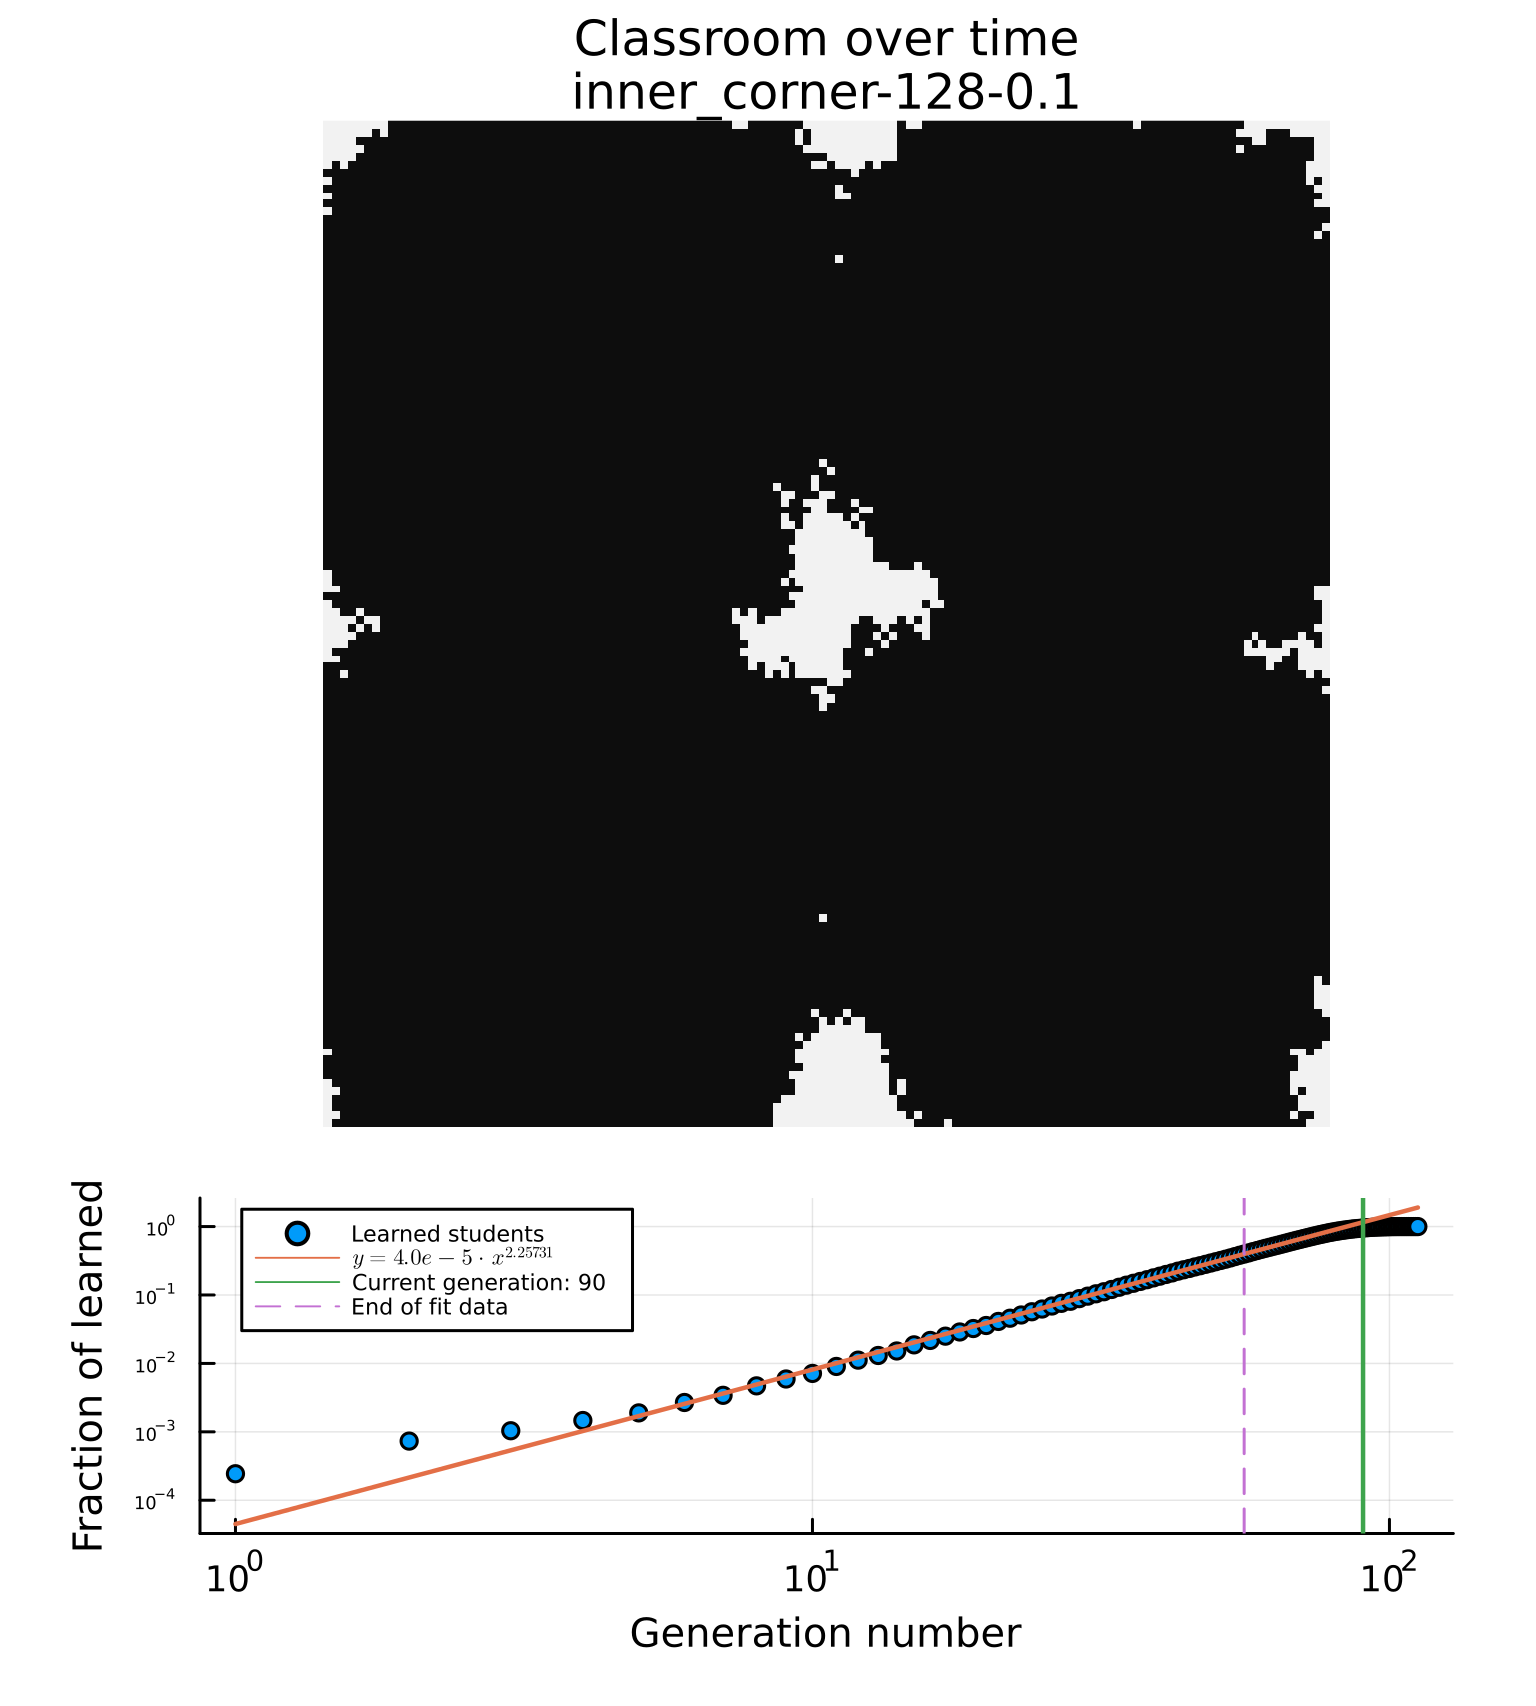 Classroom over time
inner_corner-128-0.1
Fraction of learned
10^0
10^-1
10^-2
10^-3
10^-4
Learned students
y = 4.0e − 5 · x^2.25731
Current generation: 90
End of fit data
10^0 10^1 10^2
Generation number